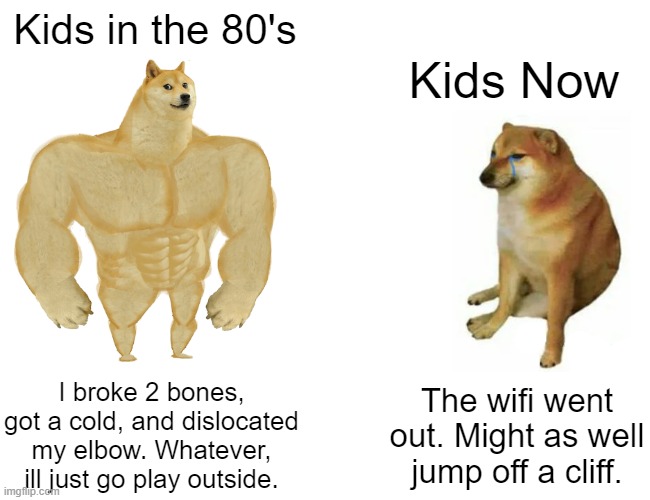 Kids in the 80's
Kids Now
I broke 2 bones,
got a cold, and dislocated
my elbow. Whatever,
ill just go play outside.
The wifi went
out. Might as well
jump off a cliff.
imgflip.com